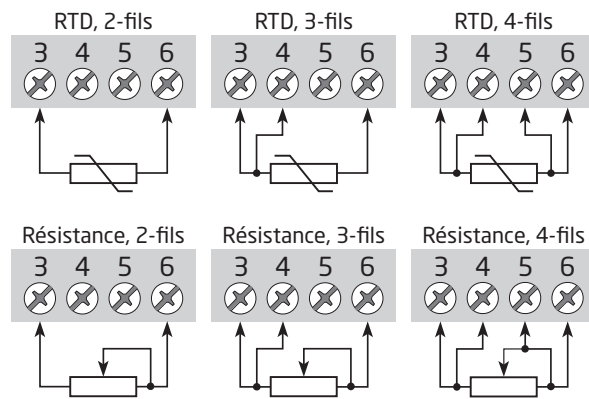 RTD, 2-fils RTD, 3-fils RTD, 4-fils
3 4 5 6 3 4 5 6 3 4 5 6
Résistance, 2-fils Résistance, 3-fils Résistance, 4-fils
3 4 5 6 3 4 5 6 3 4 5 6